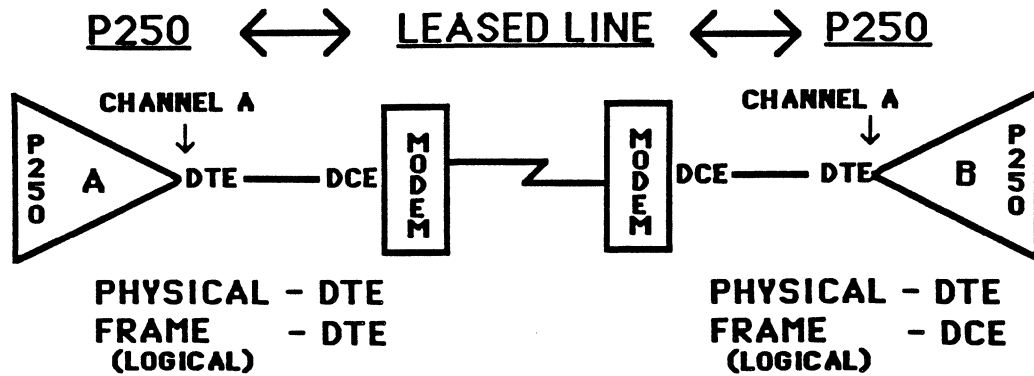 P250 LEASED LINE P250
CHANNEL A CHANNEL A
P250 A DTE DCE MODEM MODEM DCE DTE B P250
PHYSICAL - DTE PHYSICAL - DTE
FRAME - DTE FRAME - DCE
(LOGICAL) (LOGICAL)